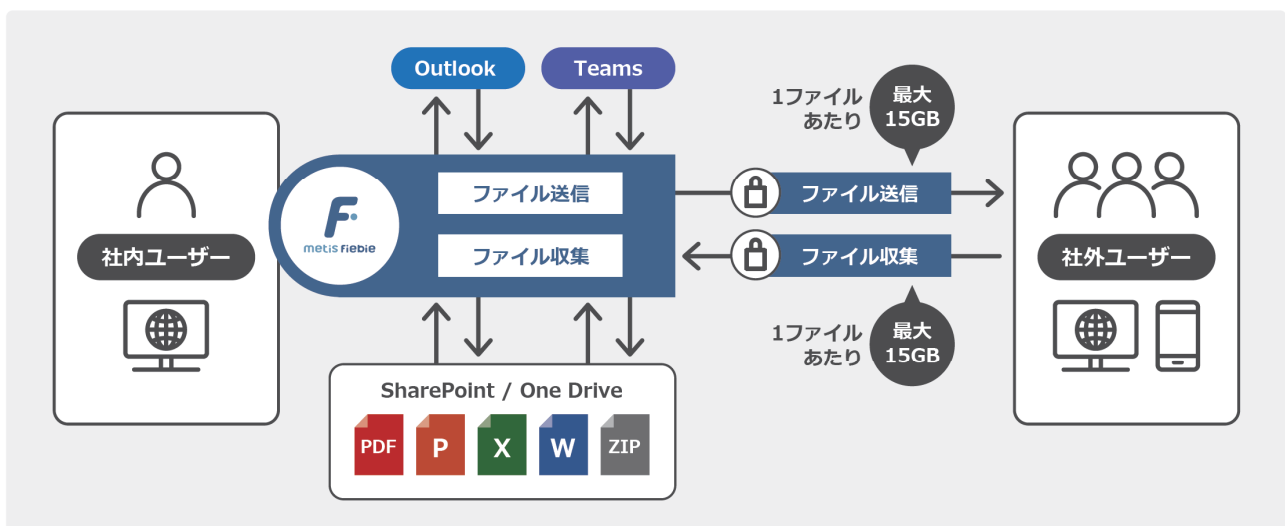 Outlook
Teams
1ファイル
あたり
最大
15GB
社内ユーザー
metis fiebie
ファイル送信
ファイル収集
ファイル送信
ファイル収集
社外ユーザー
1ファイル
あたり
最大
15GB
SharePoint / One Drive
PDF
P
X
W
ZIP